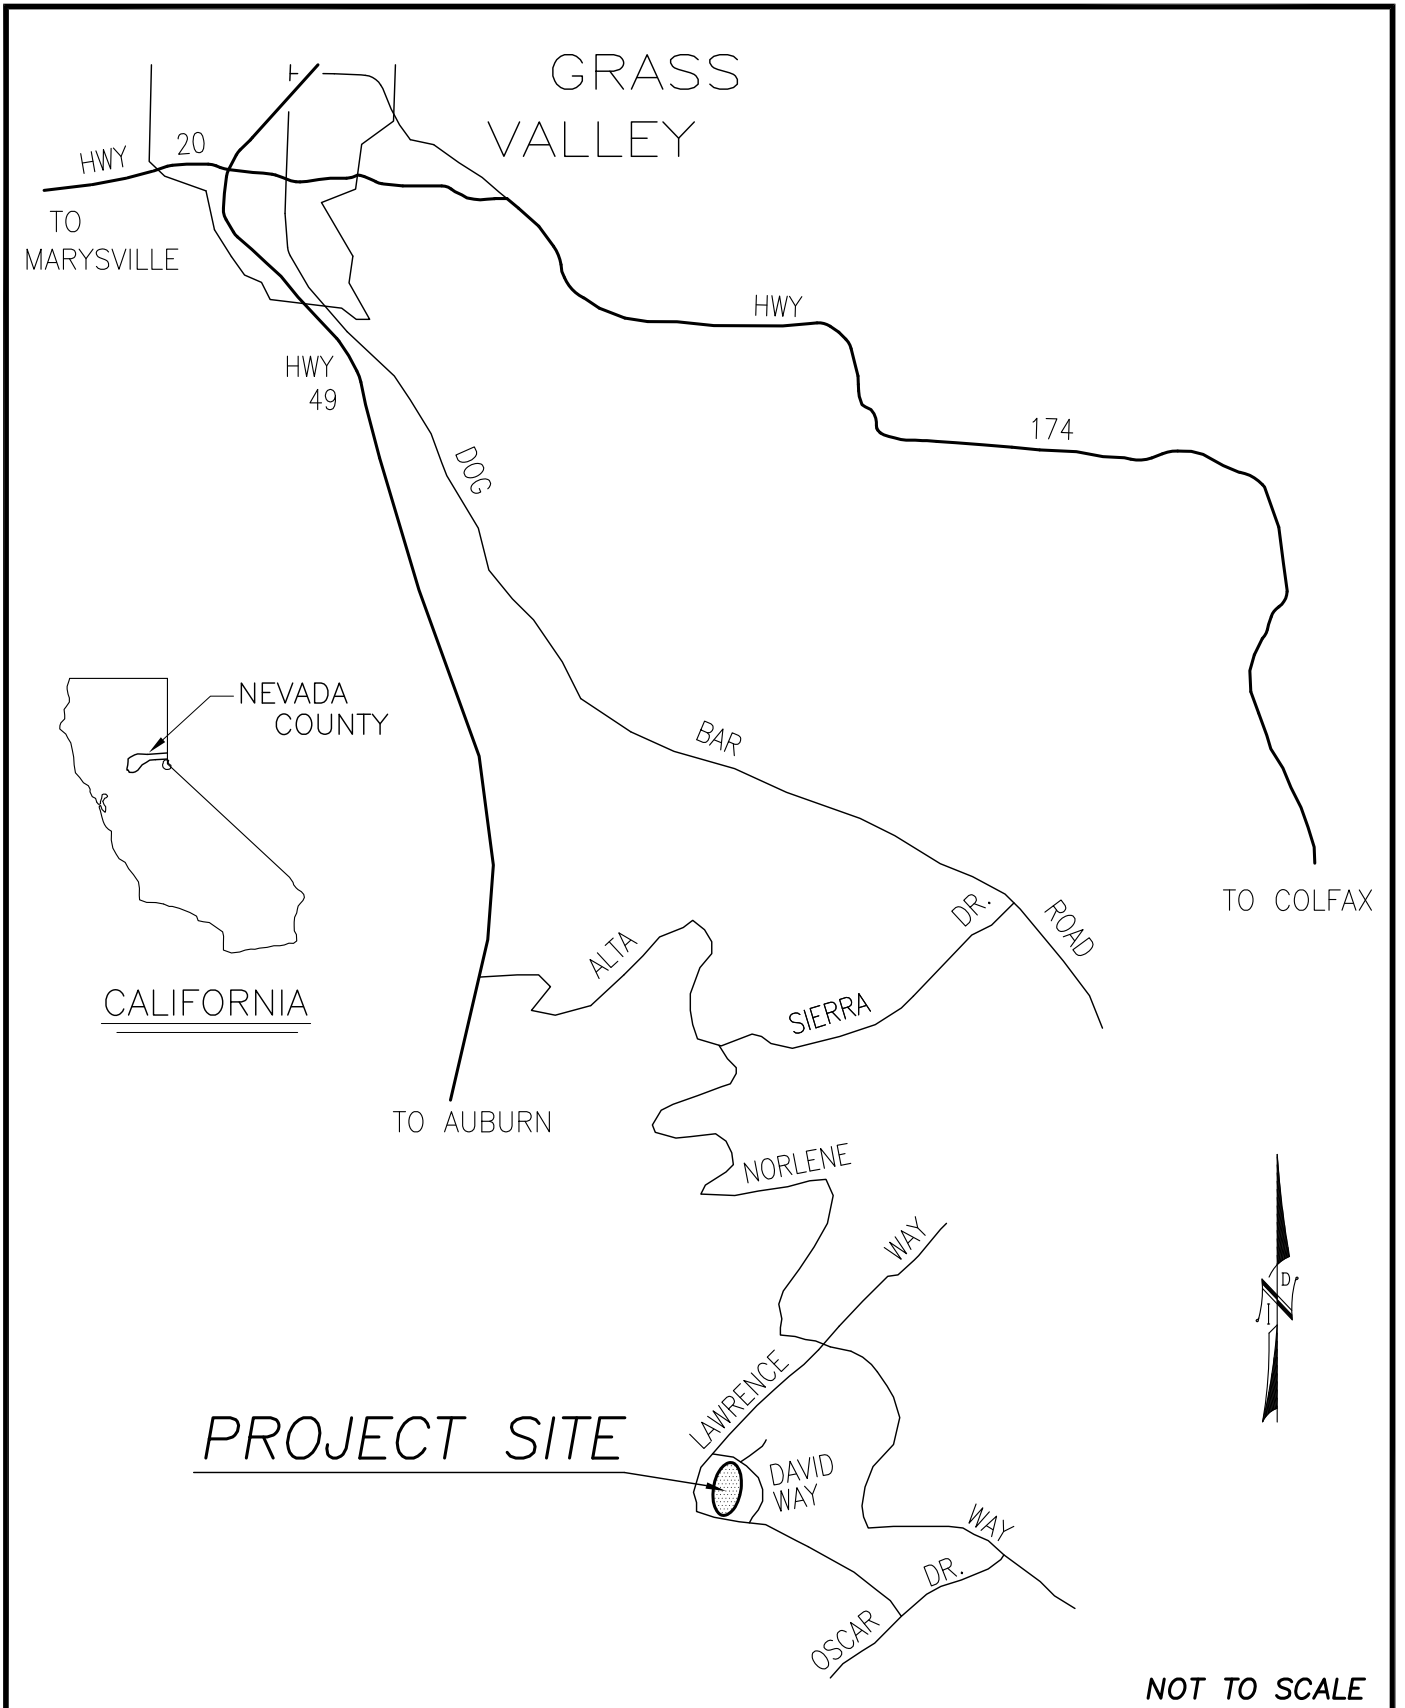 GRASS
VALLEY
HWY 20
TO
MARYSVILLE
HWY
HWY
49
174
DOG
NEVADA
COUNTY
BAR
TO COLFAX
DR.
ROAD
ALTA
CALIFORNIA
SIERRA
TO AUBURN
NORLENE
WAY
D
I
LAWRENCE
PROJECT SITE
DAVID
WAY
WAY
DR.
OSCAR
NOT TO SCALE